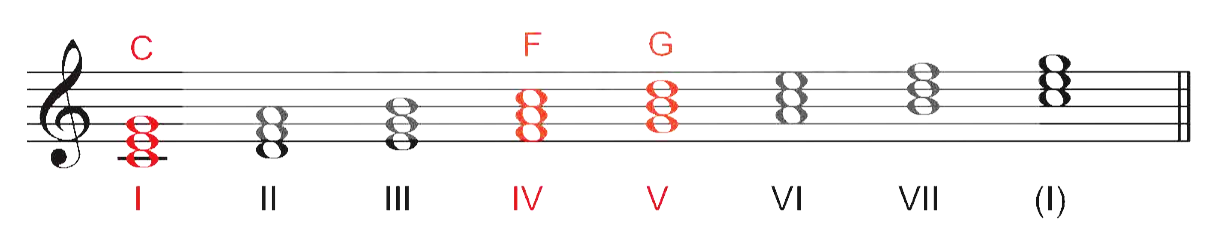 C F G
I II III IV V VI VII (I)